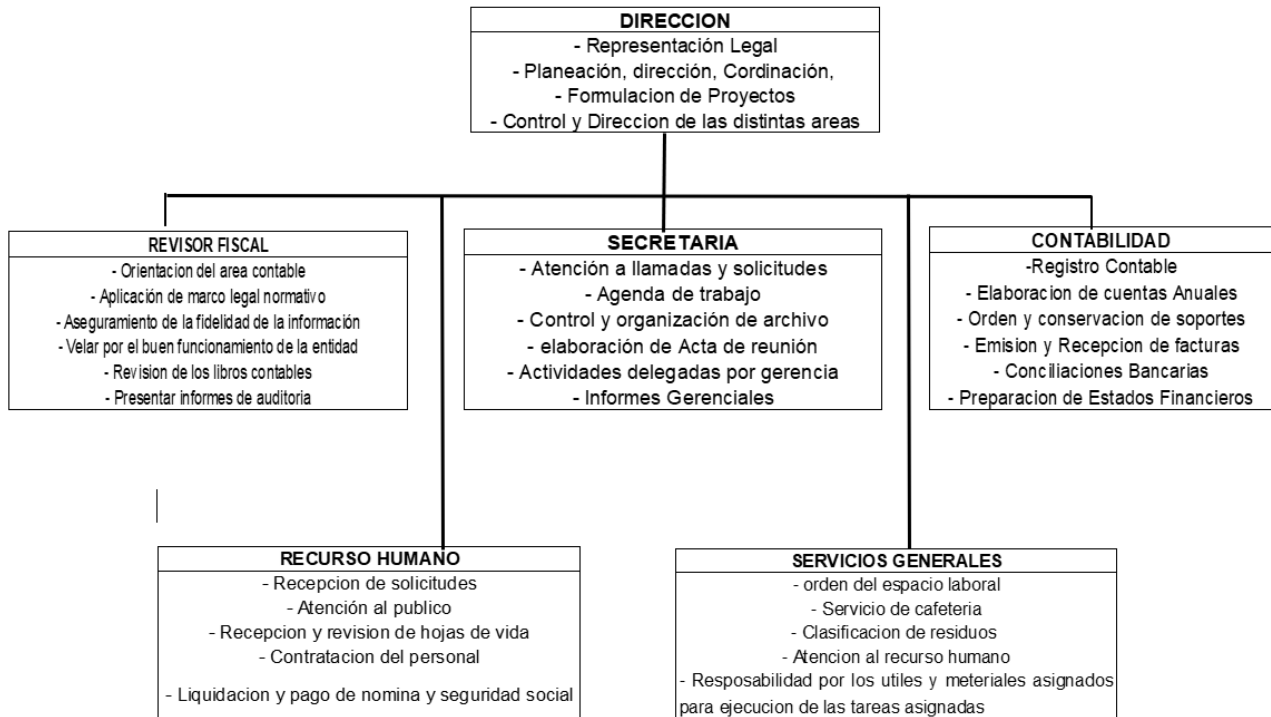 DIRECCION
- Representación Legal
- Planeación, dirección, Cordinación,
- Formulacion de Proyectos
- Control y Direccion de las distintas areas
REVISOR FISCAL
- Orientacion del area contable
- Aplicación de marco legal normativo
- Aseguramiento de la fidelidad de la información
- Velar por el buen funcionamiento de la entidad
- Revision de los libros contables
- Presentar informes de auditoria
SECRETARIA
- Atención a llamadas y solicitudes
- Agenda de trabajo
- Control y organización de archivo
- elaboración de Acta de reunión
- Actividades delegadas por gerencia
- Informes Gerenciales
CONTABILIDAD
-Registro Contable
- Elaboracion de cuentas Anuales
- Orden y conservacion de soportes
- Emision y Recepcion de facturas
- Conciliaciones Bancarias
- Preparacion de Estados Financieros
RECURSO HUMANO
- Recepcion de solicitudes
- Atención al publico
- Recepcion y revision de hojas de vida
- Contratacion del personal
- Liquidacion y pago de nomina y seguridad social
SERVICIOS GENERALES
- orden del espacio laboral
- Servicio de cafeteria
- Clasificacion de residuos
- Atencion al recurso humano
- Resposabilidad por los utiles y meteriales asignados
para ejecucion de las tareas asignadas